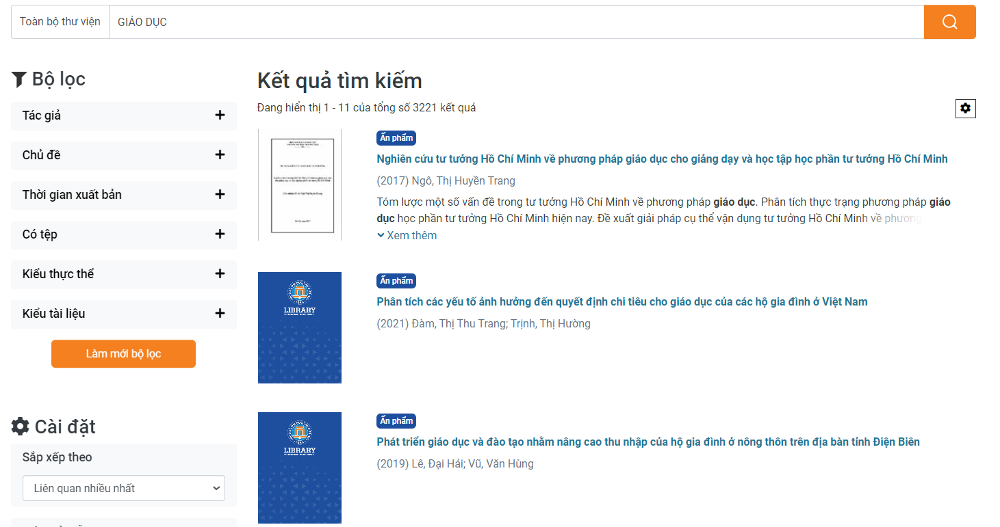 Toàn bộ thư viện
GIÁO DỤC
Bộ lọc
Tác giả
Chủ đề
Thời gian xuất bản
Có tệp
Kiểu thực thể
Kiểu tài liệu
Làm mới bộ lọc
Cài đặt
Sắp xếp theo
Liên quan nhiều nhất
Kết quả tìm kiếm
Đang hiển thị 1 - 11 của tổng số 3221 kết quả
Ấn phẩm
Nghiên cứu tư tưởng Hồ Chí Minh về phương pháp giáo dục cho giảng dạy và học tập học phần tư tưởng Hồ Chí Minh
(2017) Ngô, Thị Huyền Trang
Tóm lược một số vấn đề trong tư tưởng Hồ Chí Minh về phương pháp giáo dục. Phân tích thực trạng phương pháp giáo
dục học phần tư tưởng Hồ Chí Minh hiện nay. Đề xuất giải pháp cụ thể vận dụng tư tưởng Hồ Chí Minh về phương
Xem thêm
LIBRARY
Ấn phẩm
Phân tích các yếu tố ảnh hưởng đến quyết định chi tiêu cho giáo dục của các hộ gia đình ở Việt Nam
(2021) Đàm, Thị Thu Trang; Trịnh, Thị Hường
LIBRARY
Ấn phẩm
Phát triển giáo dục và đào tạo nhằm nâng cao thu nhập của hộ gia đình ở nông thôn trên địa bàn tỉnh Điện Biên
(2019) Lê, Đại Hải; Vũ, Văn Hùng